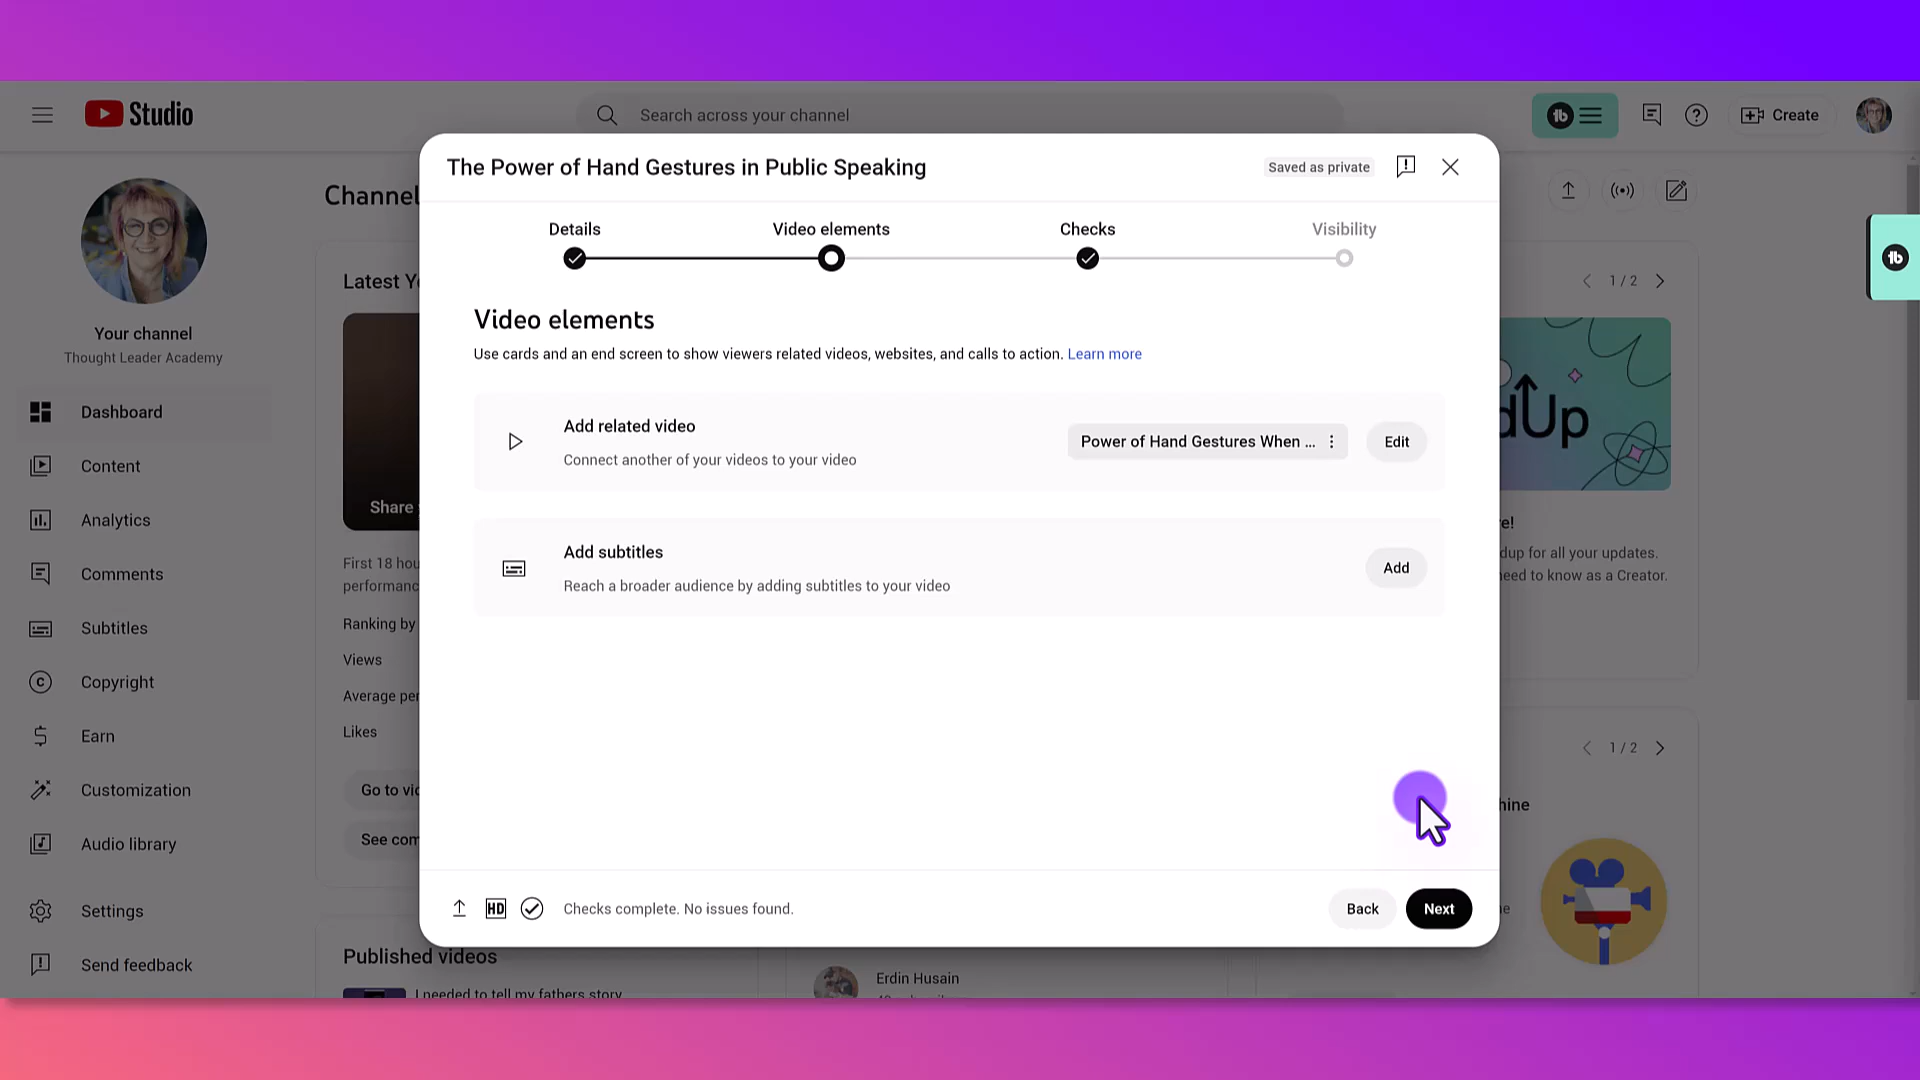 Studio
Search across your channel
Create
The Power of Hand Gestures in Public Speaking
Saved as private
Details
Video elements
Checks
Visibility
Video elements
Use cards and an end screen to show viewers related videos, websites, and calls to action. Learn more
Add related video
Connect another of your videos to your video
Power of Hand Gestures When ...
Edit
Add subtitles
Reach a broader audience by adding subtitles to your video
Add
HD
Checks complete. No issues found.
Back
Next
Your channel
Thought Leader Academy
Dashboard
Content
Analytics
Comments
Subtitles
Copyright
Earn
Customization
Audio library
Settings
Send feedback
Channel
Latest Y
Share
First 18 hou
performanc
Ranking by
Views
Average per
Likes
Go to vid
See com
Published videos
I needed to tell my fathers story
Erdin Husain
1 / 2
dUp
re!
dup for all your updates.
need to know as a Creator.
1 / 2
hine
ne